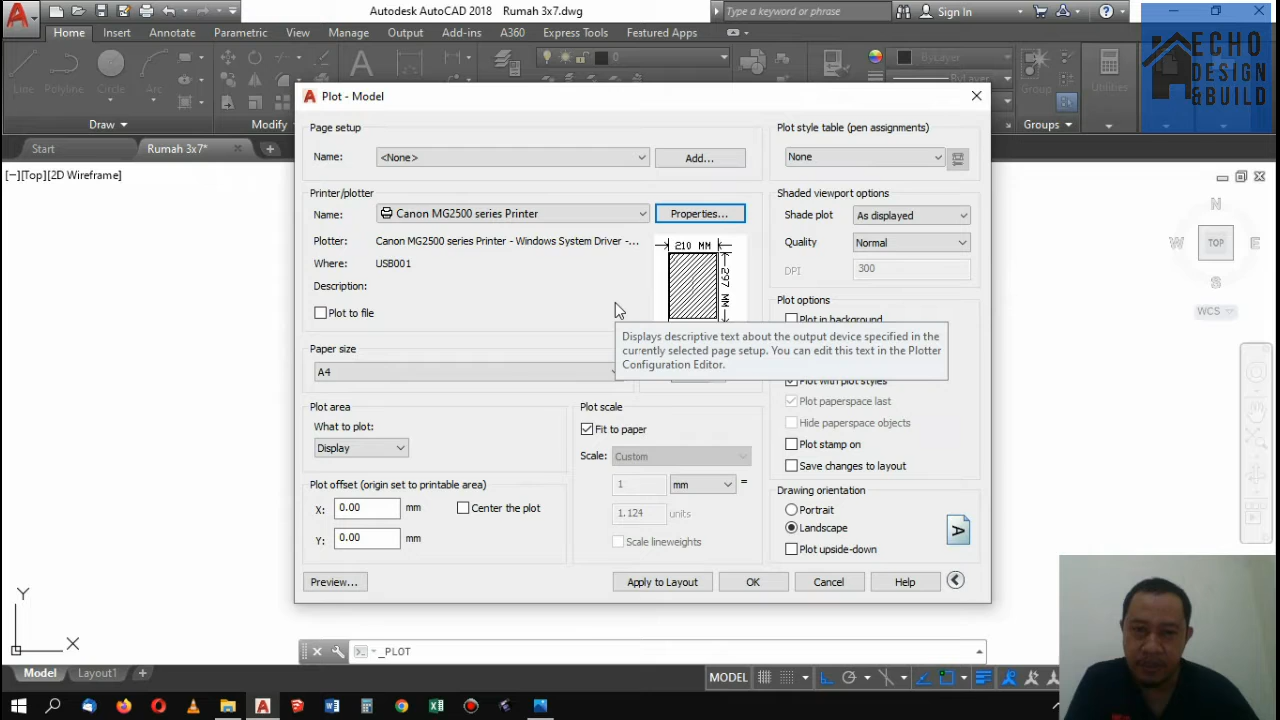 Autodesk AutoCAD 2018 Rumah 3x7.dwg
Type a keyword or phrase
Sign In
Home Insert Annotate Parametric View Manage Output Add-ins A360 Express Tools Featured Apps
Line Polyline Circle Arc
0
ByLayer
Group
Utilities
Draw Modify Groups
ECHO
DESIGN
&BUILD
Start Rumah 3x7*
[−][Top][2D Wireframe]
Plot - Model
Page setup
Name: <None> Add...
Plot style table (pen assignments)
None
Printer/plotter
Name: Canon MG2500 series Printer Properties...
Plotter: Canon MG2500 series Printer - Windows System Driver -...
Where: USB001
Description:
Plot to file
210 MM
297 MM
Shaded viewport options
Shade plot As displayed
Quality Normal
DPI 300
Plot options
Plot in background
Displays descriptive text about the output device specified in the
currently selected page setup. You can edit this text in the Plotter
Configuration Editor.
Plot with plot styles
Plot paperspace last
Hide paperspace objects
Plot stamp on
Save changes to layout
Paper size
A4
Plot area
What to plot:
Display
Plot scale
Fit to paper
Scale: Custom
1 mm =
1.124 units
Scale lineweights
Plot offset (origin set to printable area)
X: 0.00 mm Center the plot
Y: 0.00 mm
Drawing orientation
Portrait
Landscape
Plot upside-down
A
Preview... Apply to Layout OK Cancel Help
N
W TOP E
S
WCS
Y
X
_PLOT
Model Layout1
MODEL